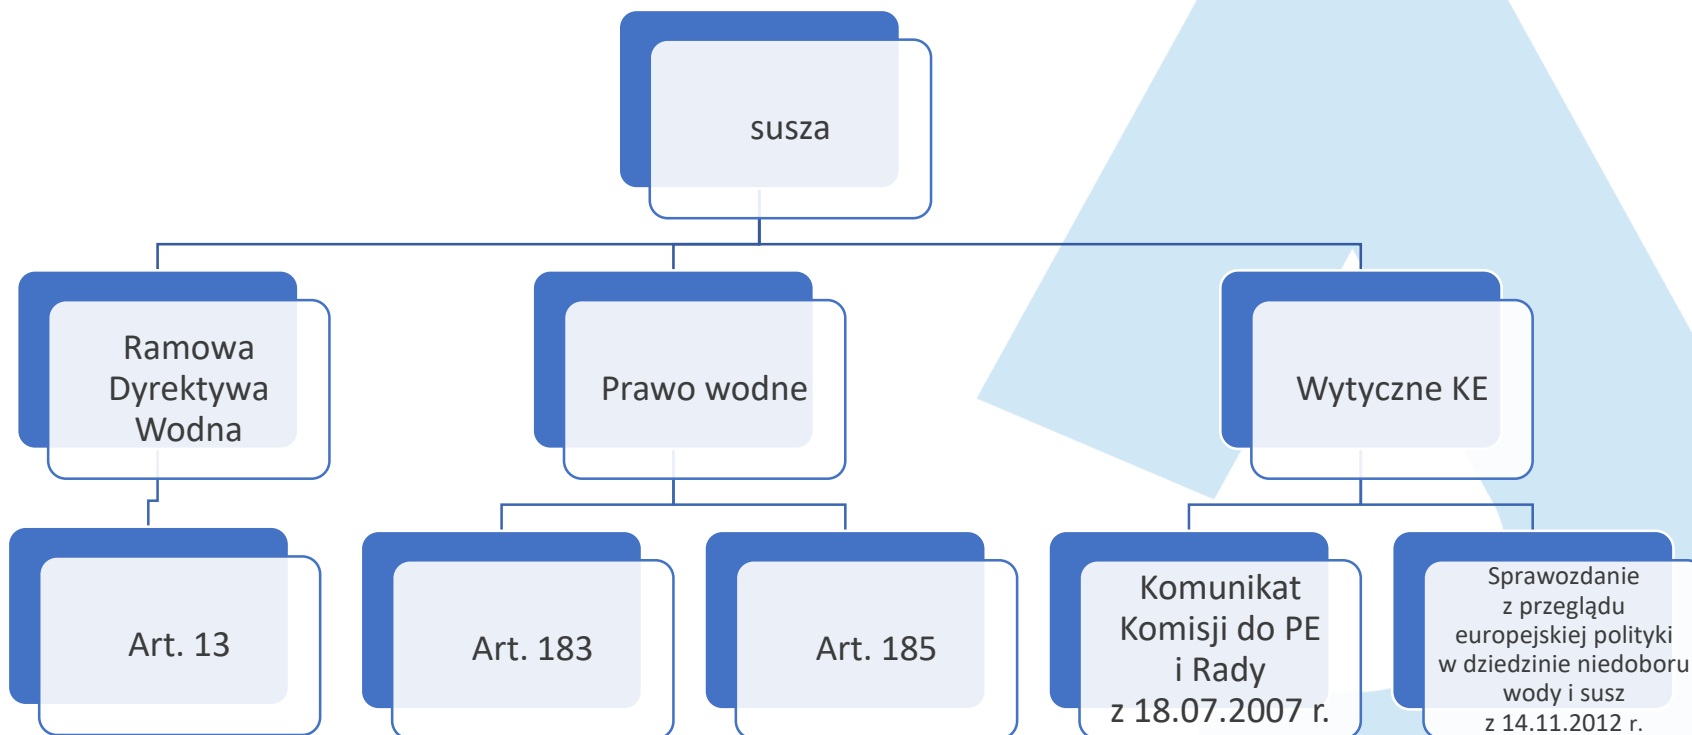 susza
Ramowa
Dyrektywa
Wodna
Prawo wodne
Wytyczne KE
Art. 13
Art. 183
Art. 185
Komunikat
Komisji do PE
i Rady
z 18.07.2007 r.
Sprawozdanie
z przeglądu
europejskiej polityki
w dziedzinie niedoboru
wody i susz
z 14.11.2012 r.